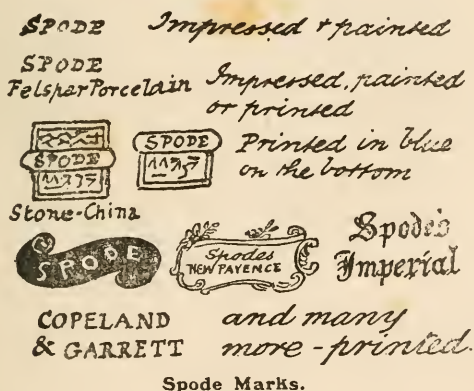 SPODE Impressed & painted
SPODE
Felspar Porcelain Impressed, painted
or printed
SPODE
SPODE
Printed in blue
on the bottom
Stone-China
SPODE
Spodes
NEW FAYENCE
Spode's
Imperial
COPELAND and many
& GARRETT more - printed.
Spode Marks.